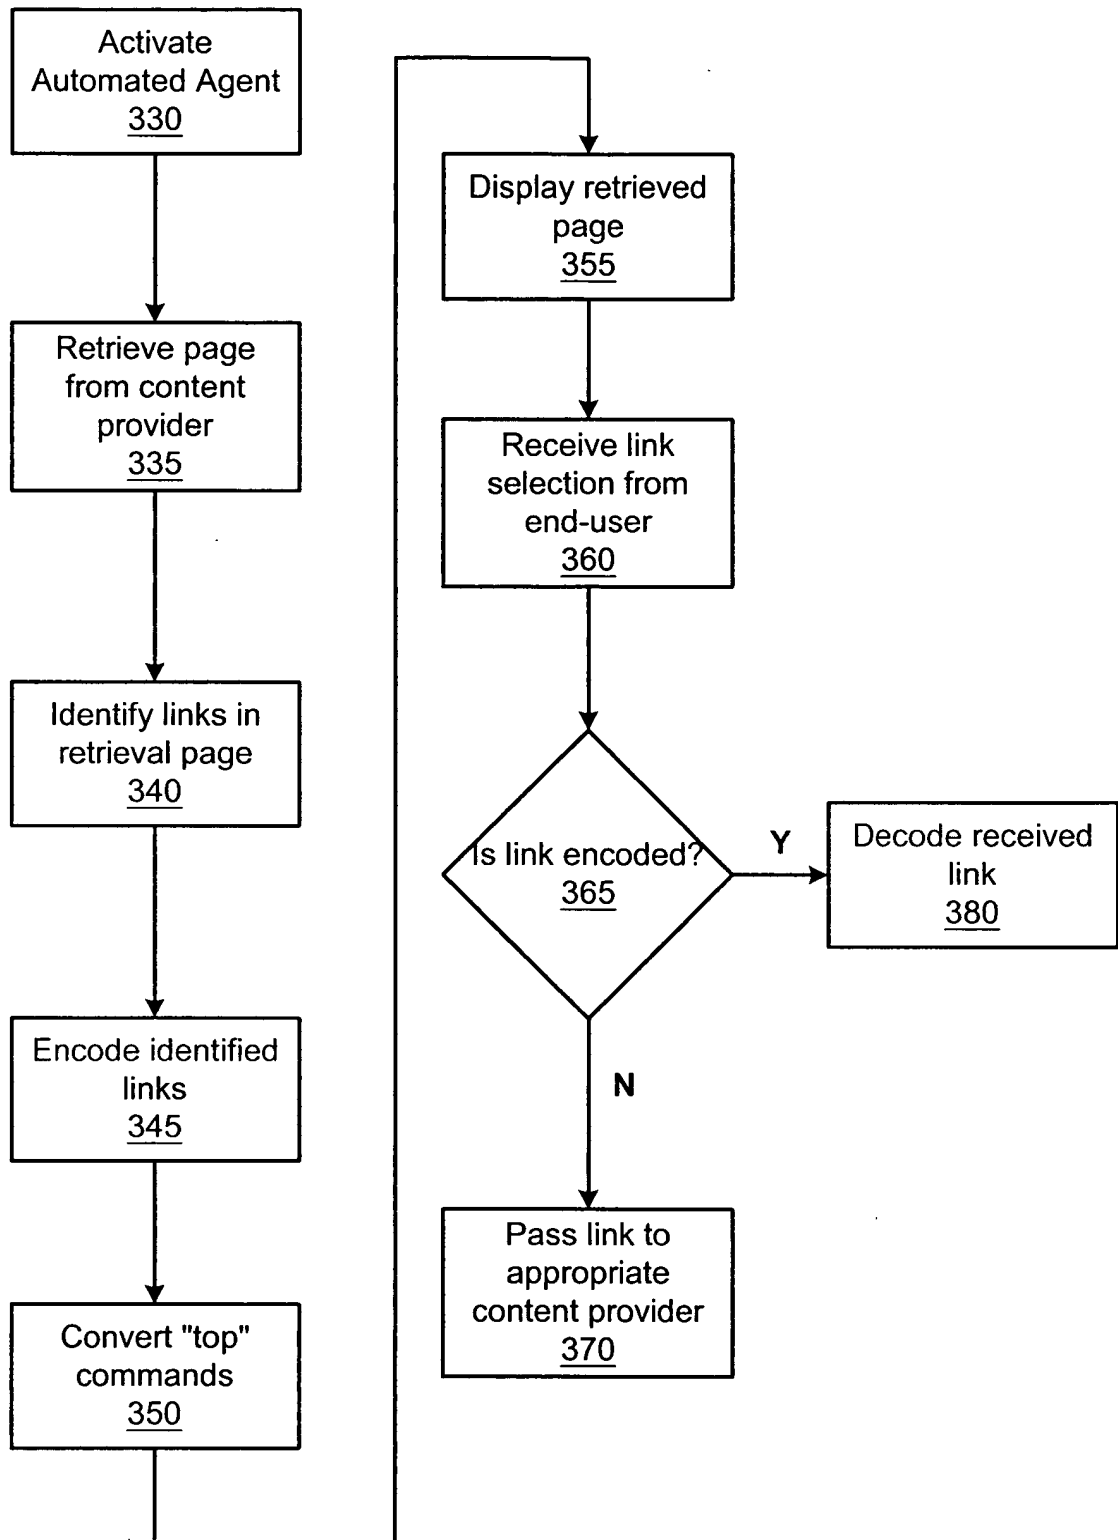 Activate
Automated Agent
330
Retrieve page
from content
provider
335
Identify links in
retrieval page
340
Encode identified
links
345
Convert "top"
commands
350
Display retrieved
page
355
Receive link
selection from
end-user
360
Is link encoded?
365
Y
Decode received
link
380
N
Pass link to
appropriate
content provider
370